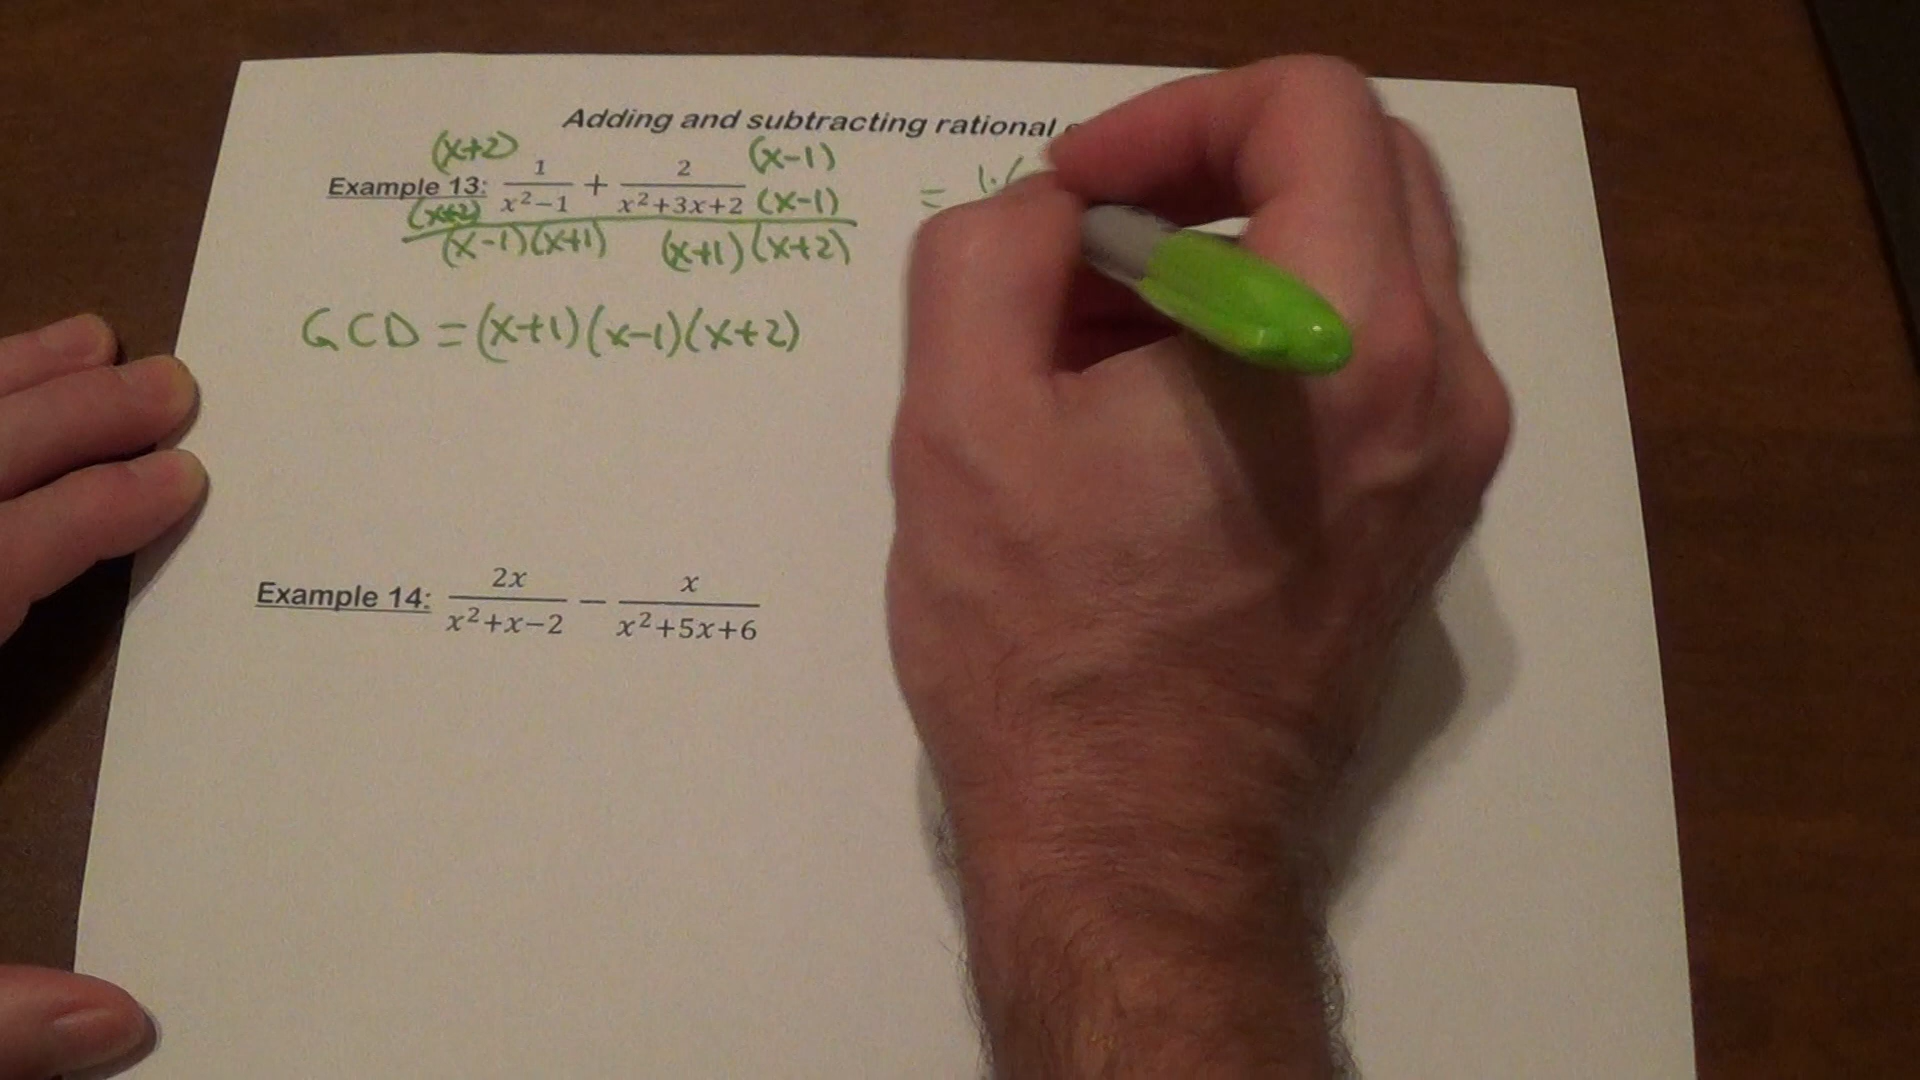 Adding and subtracting rational
(x+2) (x-1)
Example 13: 1/(x²−1) + 2/(x²+3x+2) (x-1) = 1·(
(x+2)
(x-1)(x+1) (x+1)(x+2)
GCD = (x+1)(x-1)(x+2)
Example 14: 2x/(x²+x−2) − x/(x²+5x+6)